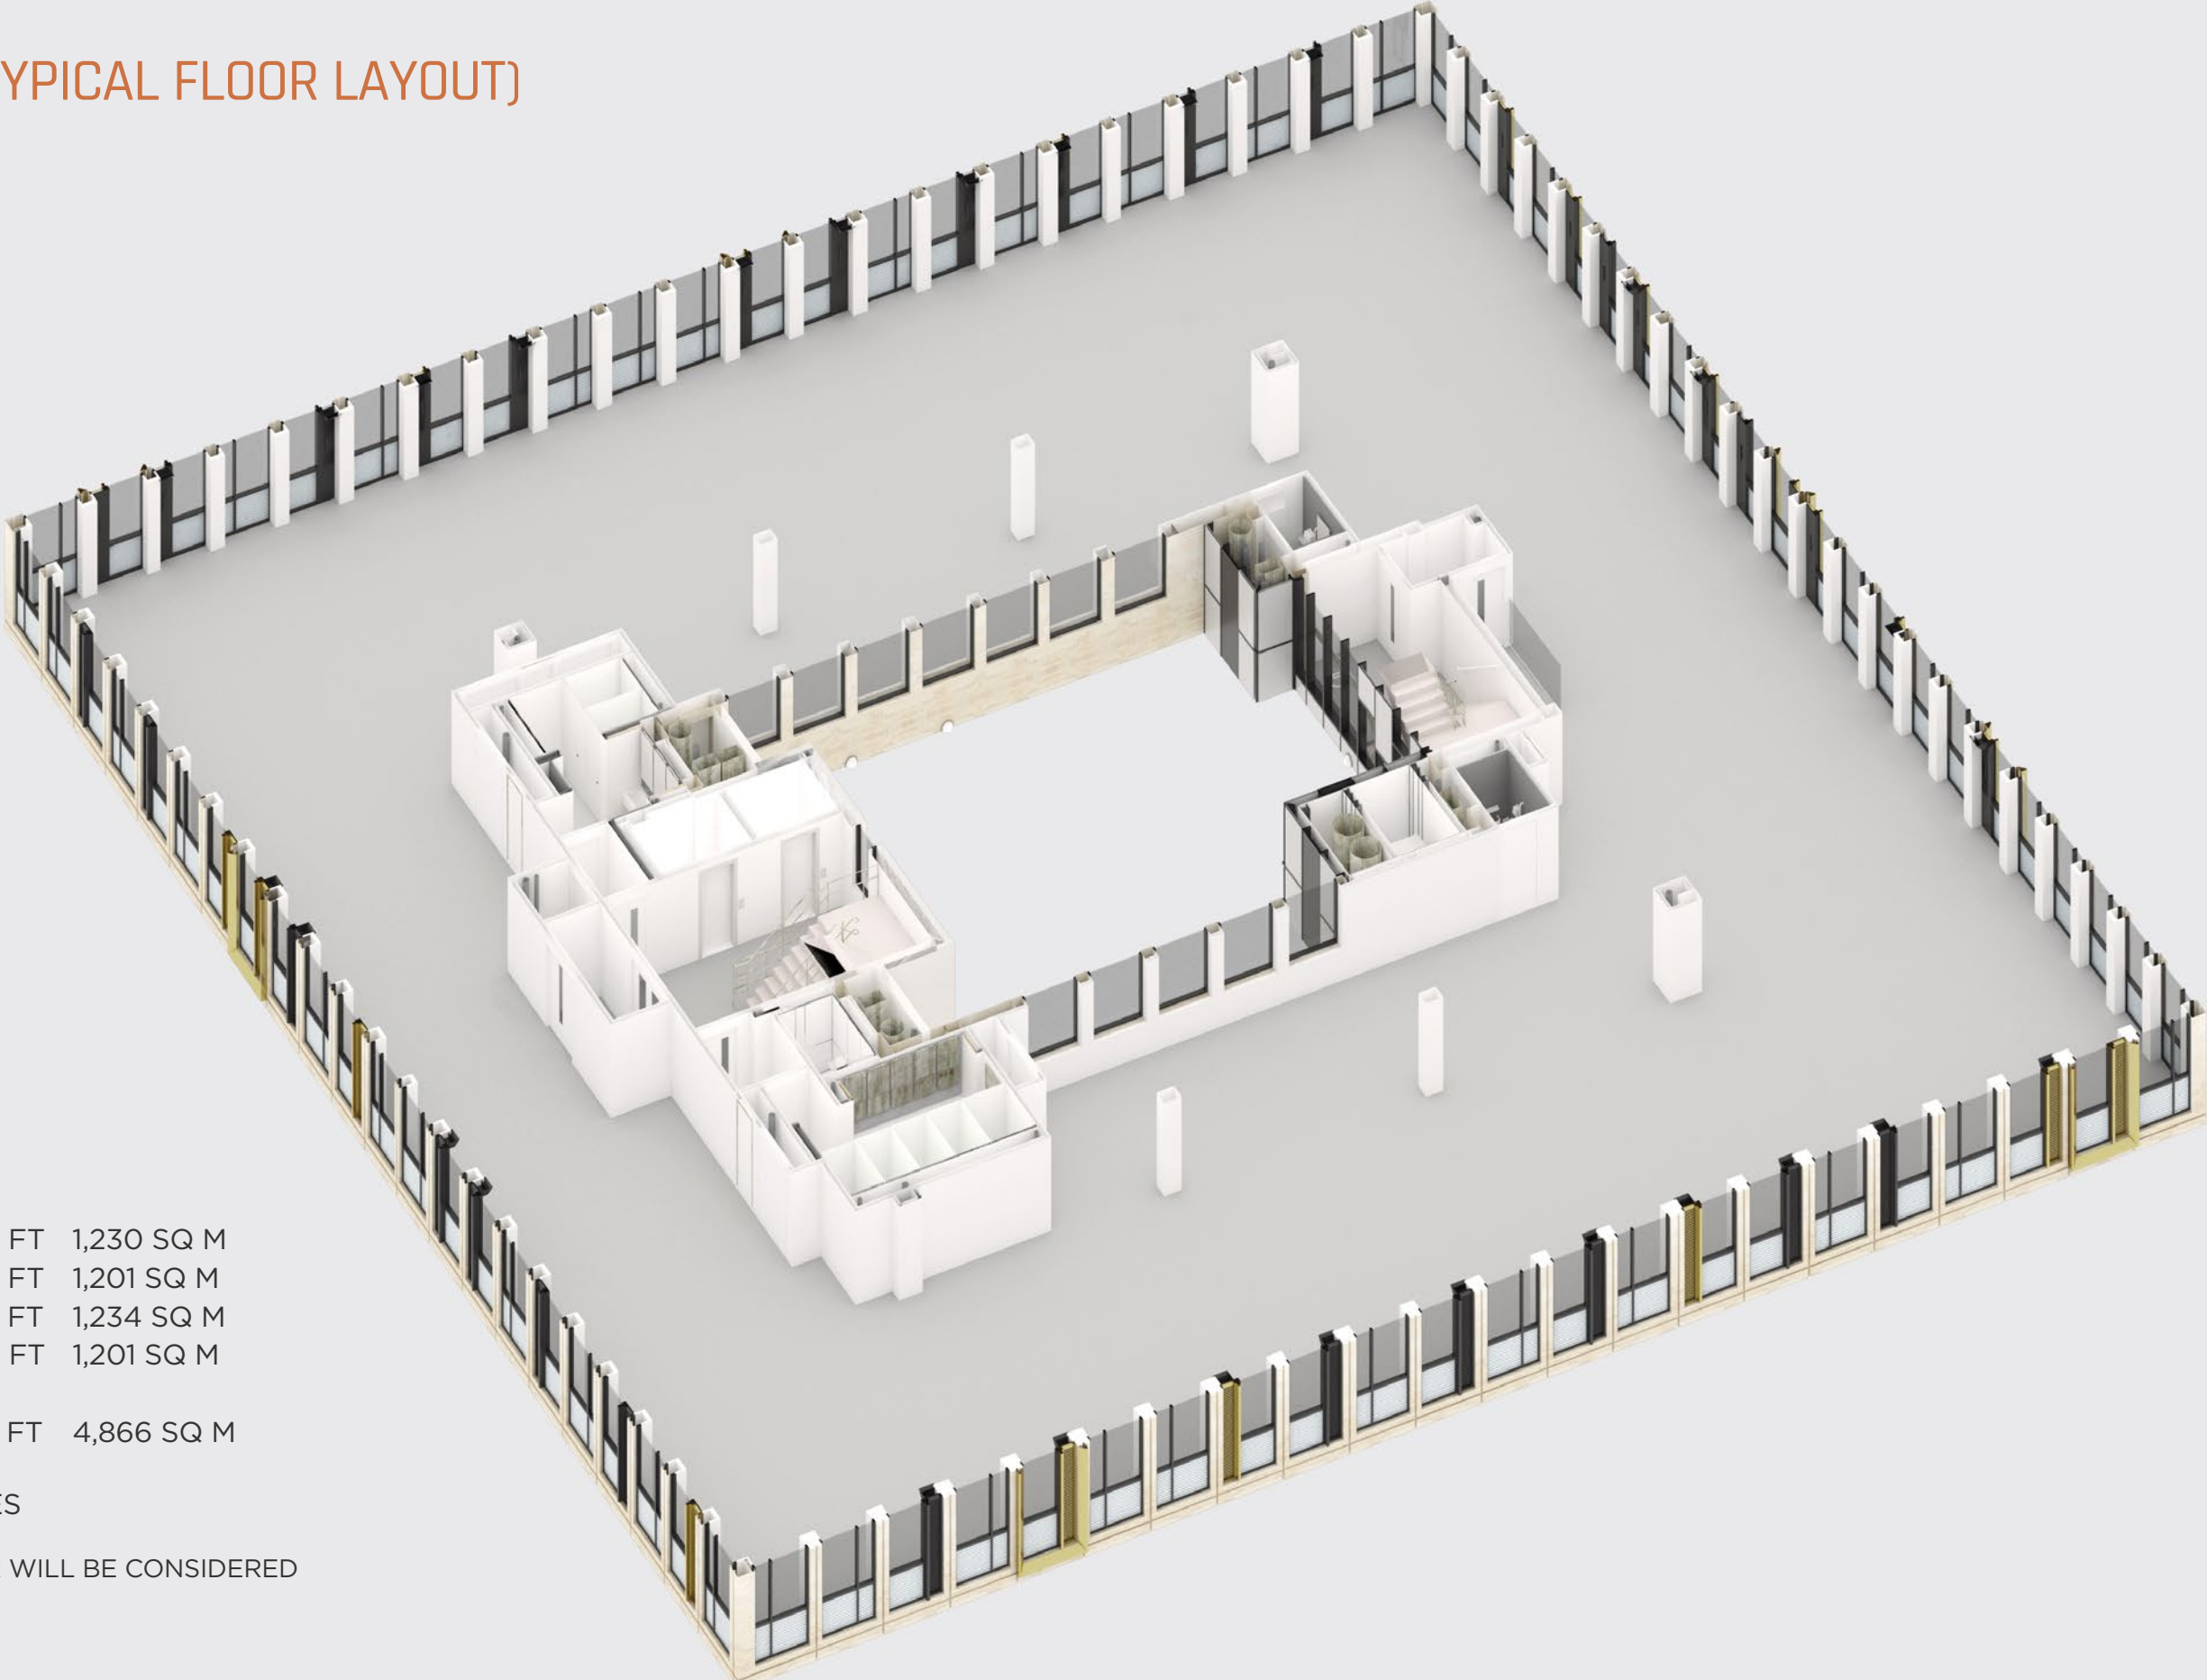 YPICAL FLOOR LAYOUT)
FT 1,230 SQ M
FT 1,201 SQ M
FT 1,234 SQ M
FT 1,201 SQ M
FT 4,866 SQ M
ES
WILL BE CONSIDERED